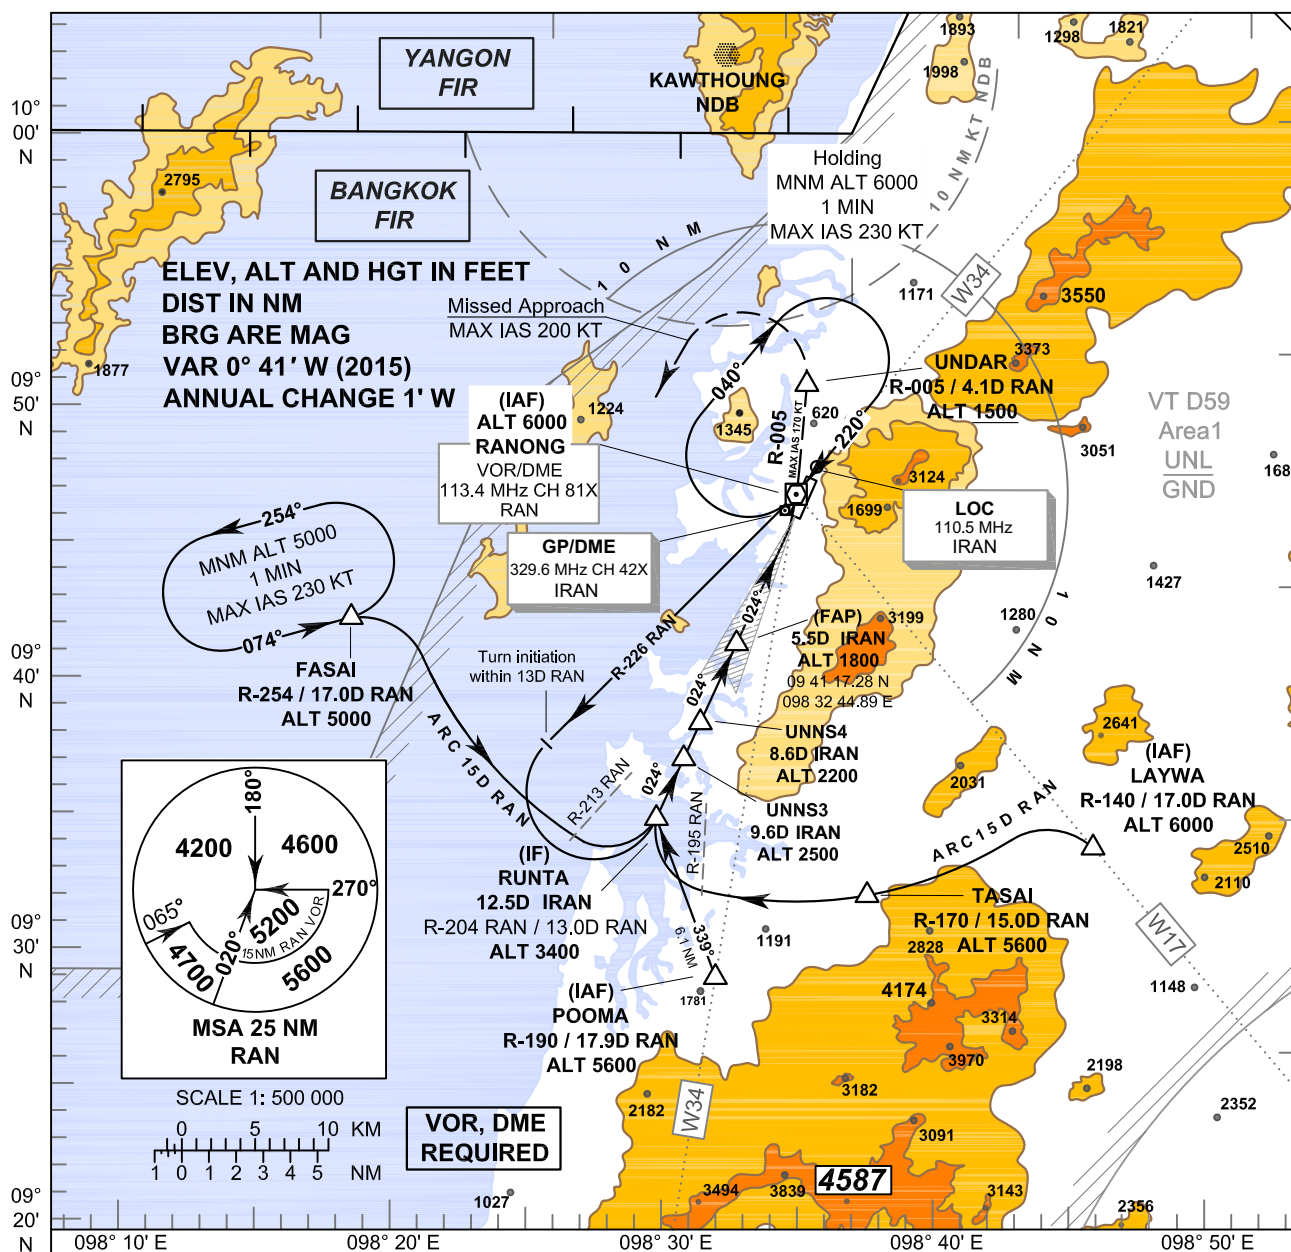 YANGON
FIR
KAWTHOUNG
NDB
1893
1998
1298
1821
10°
00'
N
2795
BANGKOK
FIR
10 NM KT NDB
Holding
MNM ALT 6000
1 MIN
MAX IAS 230 KT
10 NM
ELEV, ALT AND HGT IN FEET
DIST IN NM
BRG ARE MAG
VAR 0° 41' W (2015)
ANNUAL CHANGE 1' W
Missed Approach
MAX IAS 200 KT
1171
W34
3550
3373
1877
09°
50'
N
(IAF)
ALT 6000
RANONG
VOR/DME
113.4 MHz CH 81X
RAN
1224
040°
1345
R-005
MAX IAS 170 KT
620
220°
UNDAR
R-005 / 4.1D RAN
ALT 1500
3051
VT D59
Area1
UNL
GND
168
3124
1699
LOC
110.5 MHz
IRAN
GP/DME
329.6 MHz CH 42X
IRAN
254°
MNM ALT 5000
1 MIN
MAX IAS 230 KT
074°
1427
1280
10 NM
024°
(FAP)
5.5D IRAN
ALT 1800
09 41 17.28 N
098 32 44.89 E
3199
R-226 RAN
09°
40'
N
FASAI
R-254 / 17.0D RAN
ALT 5000
Turn initiation
within 13D RAN
024°
UNNS4
8.6D IRAN
ALT 2200
2641
2031
(IAF)
LAYWA
R-140 / 17.0D RAN
ALT 6000
ARC 15D RAN
024°
R-213 RAN
R-195 RAN
UNNS3
9.6D IRAN
ALT 2500
ARC 15D RAN
2510
2110
180°
4200
4600
270°
065°
5200
15NM RAN VOR
020°
4700
5600
MSA 25 NM
RAN
(IF)
RUNTA
12.5D IRAN
R-204 RAN / 13.0D RAN
ALT 3400
TASAI
R-170 / 15.0D RAN
ALT 5600
2828
1191
09°
30'
N
339°
6.1 NM
W17
(IAF)
POOMA
R-190 / 17.9D RAN
ALT 5600
1781
4174
3314
3970
1148
2198
3182
2182
2352
SCALE 1: 500 000
0 5 10 KM
1 0 1 2 3 4 5 NM
VOR, DME
REQUIRED
W34
3091
4587
3494
3839
3143
2356
1027
09°
20'
N
098° 10' E
098° 20' E
098° 30' E
098° 40' E
098° 50' E